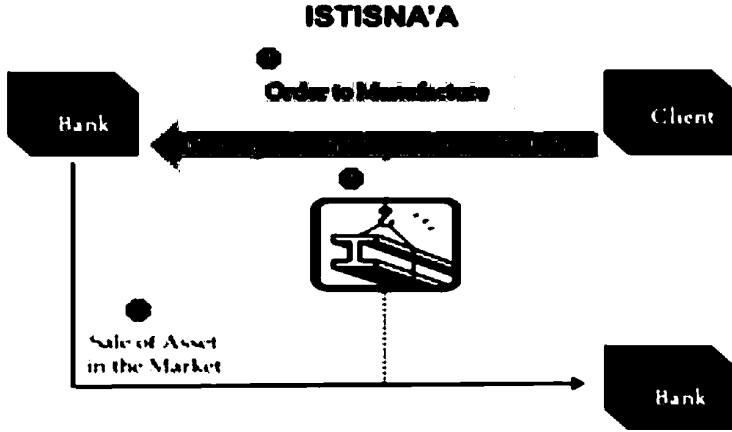 ISTISNA'A
Order to Manufacture
Bank
Client
Sale of Asset
in the Market
Bank